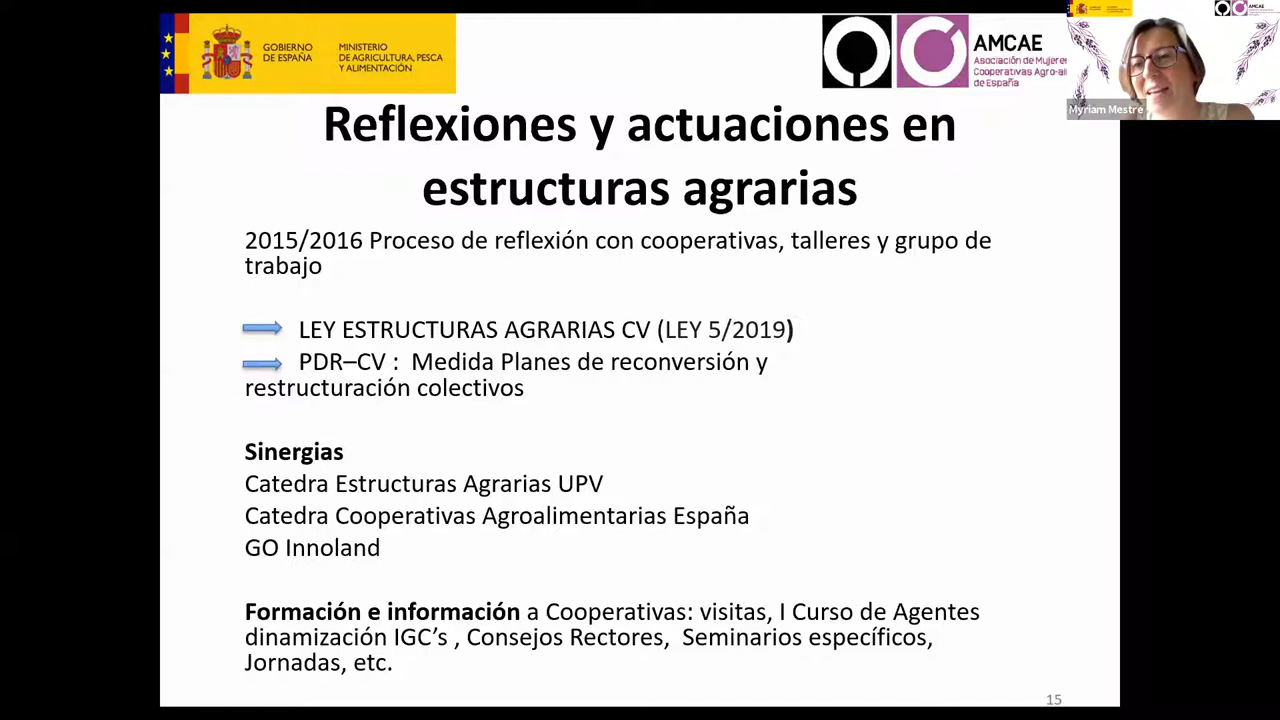 GOBIERNO
DE ESPAÑA
MINISTERIO
DE AGRICULTURA, PESCA
Y ALIMENTACIÓN
AMCAE
Asociación de Mujeres
Cooperativas Agro-ali
de España
AMCAE
Myriam Mestre
Reflexiones y actuaciones en
estructuras agrarias
2015/2016 Proceso de reflexión con cooperativas, talleres y grupo de
trabajo
LEY ESTRUCTURAS AGRARIAS CV (LEY 5/2019)
PDR–CV : Medida Planes de reconversión y
restructuración colectivos
Sinergias
Catedra Estructuras Agrarias UPV
Catedra Cooperativas Agroalimentarias España
GO Innoland
Formación e información a Cooperativas: visitas, I Curso de Agentes
dinamización IGC’s , Consejos Rectores, Seminarios específicos,
Jornadas, etc.
15